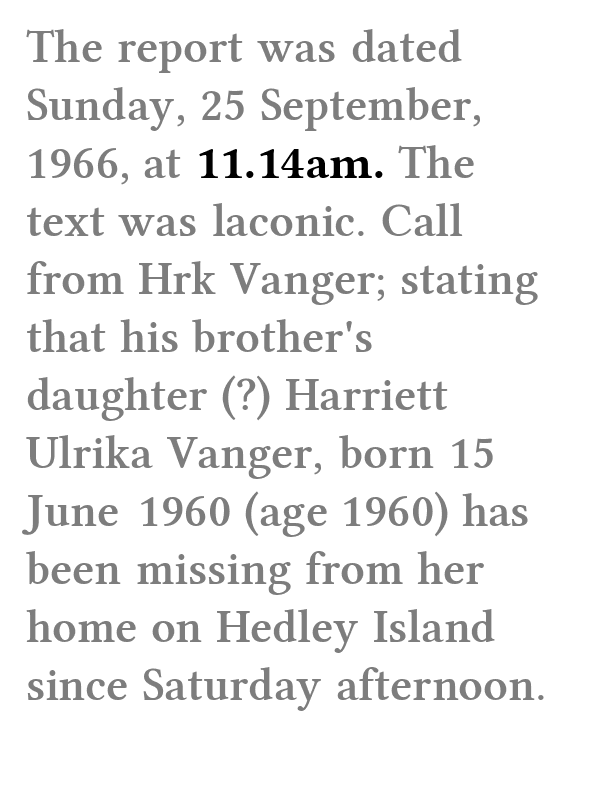 The report was dated
Sunday, 25 September,
1966, at 11.14am. The
text was laconic. Call
from Hrk Vanger; stating
that his brother's
daughter (?) Harriett
Ulrika Vanger, born 15
June 1960 (age 1960) has
been missing from her
home on Hedley Island
since Saturday afternoon.